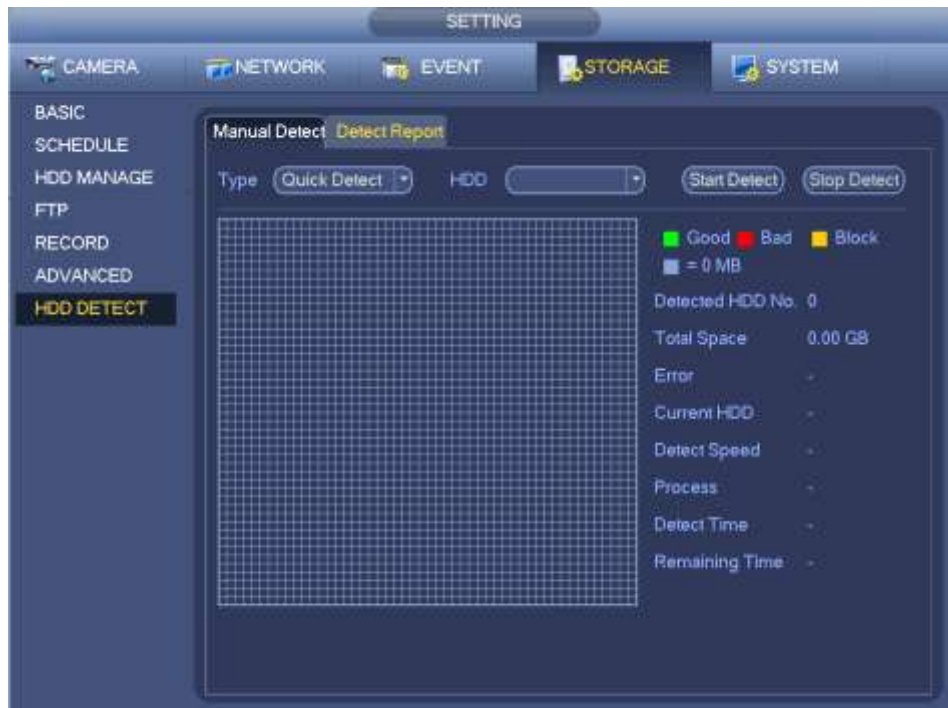 SETTING
CAMERA NETWORK EVENT STORAGE SYSTEM
BASIC
SCHEDULE
HDD MANAGE
FTP
RECORD
ADVANCED
HDD DETECT
Manual Detect Detect Report
Type Quick Detect HDD Start Detect Stop Detect
Good Bad Block
= 0 MB
Detected HDD No. 0
Total Space 0.00 GB
Error -
Current HDD -
Detect Speed -
Process -
Detect Time -
Remaining Time -